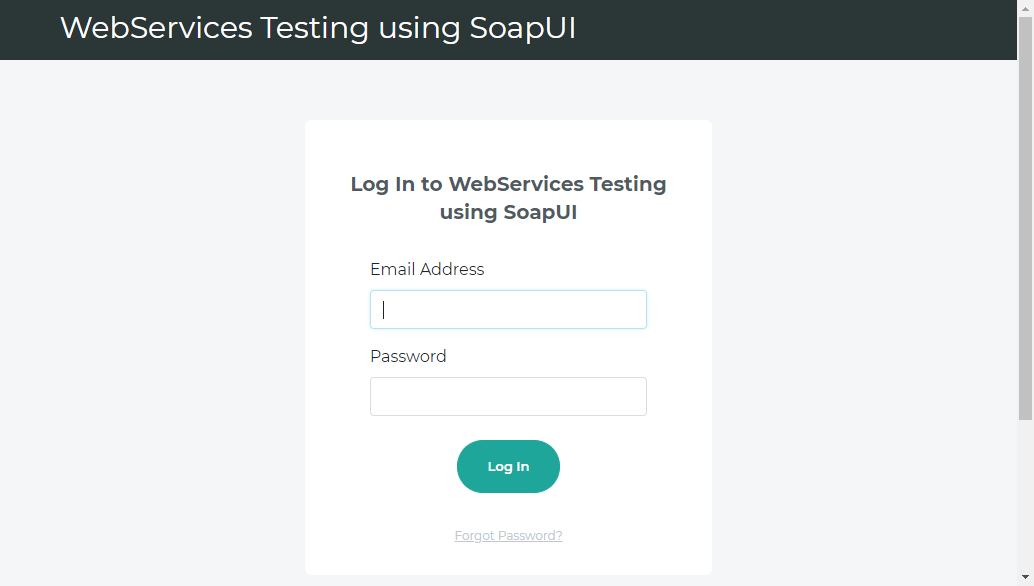 WebServices Testing using SoapUI
Log In to WebServices Testing
using SoapUI
Email Address
Password
Log In
Forgot Password?